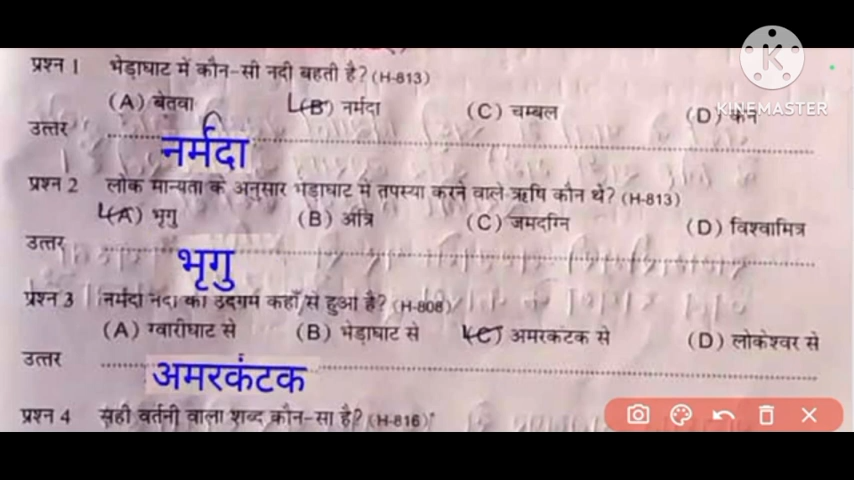 KINEMASTER
प्रश्न 1 भेड़ाघाट में कौन-सी नदी बहती है? (H-813)
(A) बेतवा (B) नर्मदा (C) चम्बल (D) केन
उत्तर
नर्मदा
प्रश्न 2 लोक मान्यता के अनुसार भेड़ाघाट में तपस्या करने वाले ऋषि कौन थे? (H-813)
(A) भृगु (B) अत्रि (C) जमदग्नि (D) विश्वामित्र
उत्तर
भृगु
प्रश्न 3 नर्मदा नदी का उदगम कहाँ से हुआ है? (H-808)
(A) ग्वारीघाट से (B) भेड़ाघाट से (C) अमरकंटक से (D) लोकेश्वर से
उत्तर
अमरकंटक
प्रश्न 4 सही वर्तनी वाला शब्द कौन-सा है? (H-816)